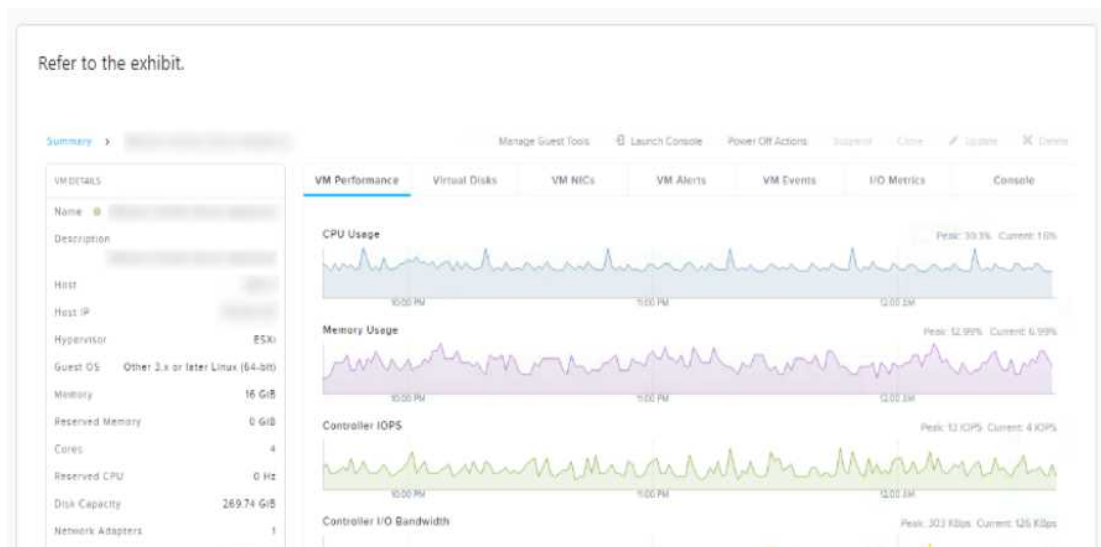 Refer to the exhibit.
Summary >
Manage Guest Tools Launch Console Power Off Actions Suspend Clone Update Delete
VM DETAILS
VM Performance Virtual Disks VM NICs VM Alerts VM Events I/O Metrics Console
Name
Description
Host
Host IP
Hypervisor ESXi
Guest OS Other 3.x or later Linux (64-bit)
Memory 16 GiB
Reserved Memory 0 GiB
Cores 4
Reserved CPU 0 Hz
Disk Capacity 269.74 GiB
Network Adapters 1
CPU Usage
Peak: Current:
10:00 PM 11:00 PM 12:00 AM
Memory Usage
Peak: 12.99% Current: 6.99%
10:00 PM 11:00 PM 12:00 AM
Controller IOPS
Peak: 13 IOPS Current: 4 IOPS
10:00 PM 11:00 PM 12:00 AM
Controller I/O Bandwidth
Peak: 303 KBps Current: 126 KBps